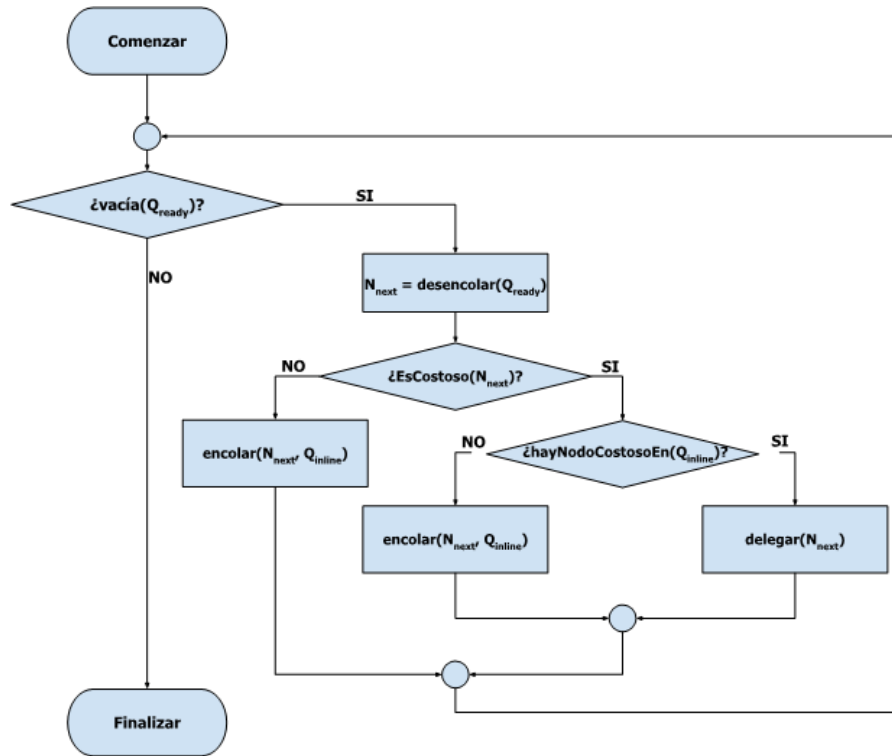 Comenzar
¿vacía(Qready)?
SI
NO
Nnext = desencolar(Qready)
NO
¿EsCostoso(Nnext)?
SI
encolar(Nnext, Qinline)
NO
¿hayNodoCostosoEn(Qinline)?
SI
encolar(Nnext, Qinline)
delegar(Nnext)
Finalizar